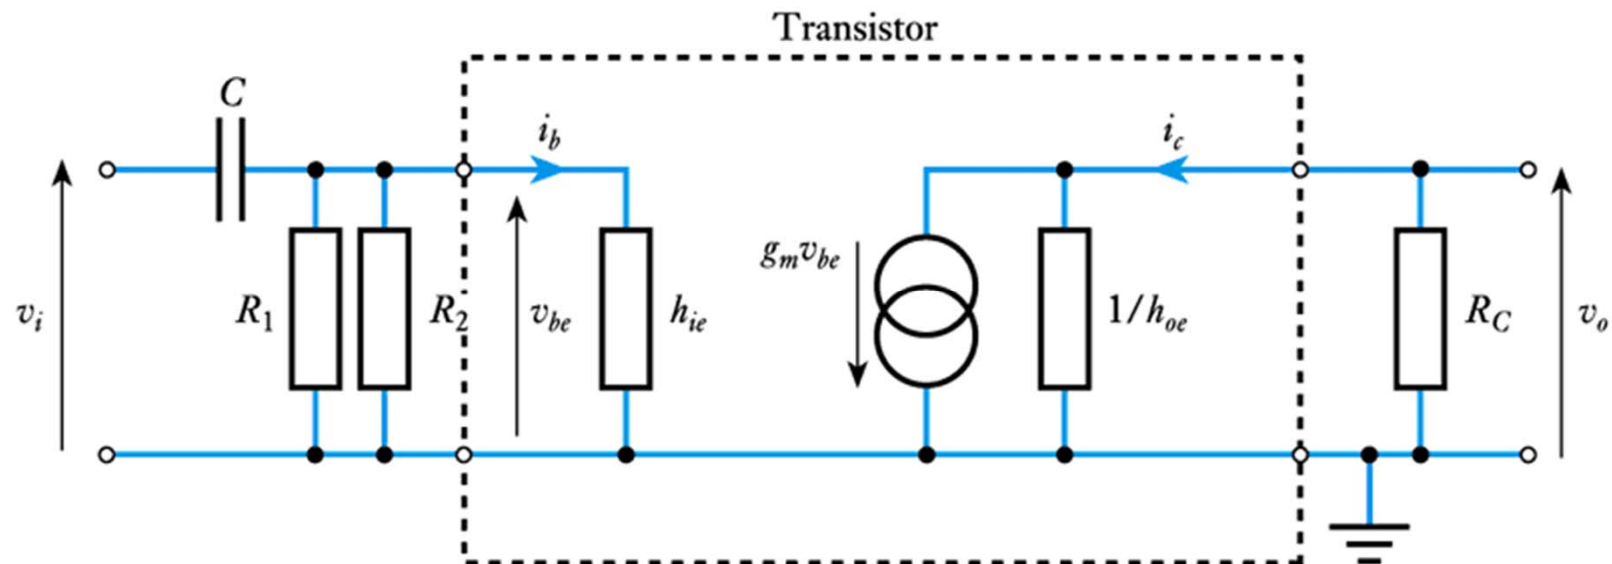 Transistor
C
i_b
i_c
v_i
R_1
R_2
v_be
h_ie
g_m v_be
1/h_oe
R_C
v_o